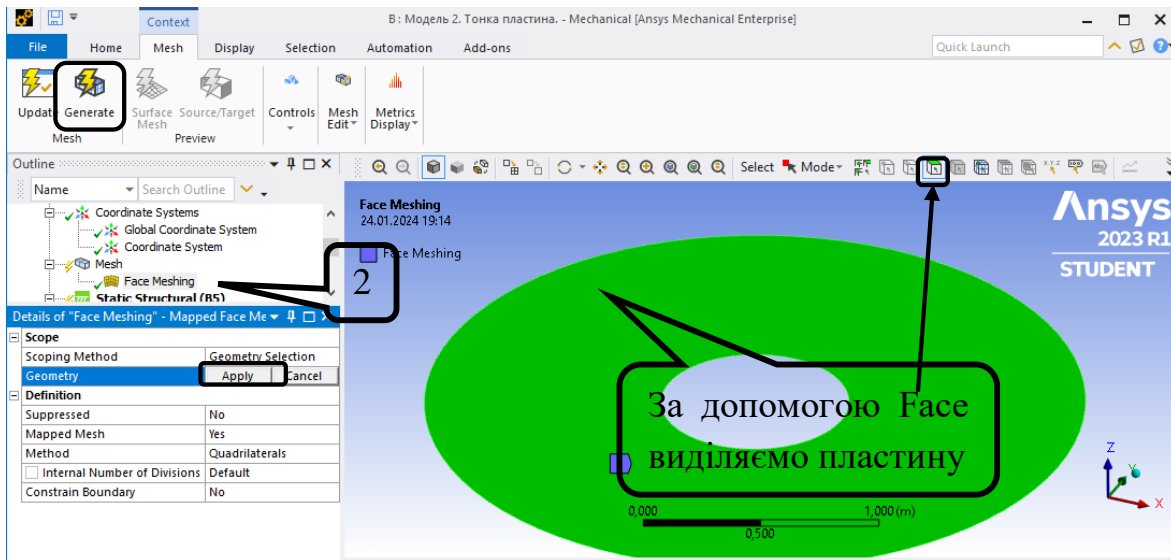 Context
B : Модель 2. Тонка пластина. - Mechanical [Ansys Mechanical Enterprise]
File Home Mesh Display Selection Automation Add-ons
Quick Launch
Update Generate Surface Mesh Source/Target Controls Mesh Edit Metrics Display
Mesh Preview
Outline
Name Search Outline
Select Mode
Coordinate Systems
Global Coordinate System
Coordinate System
Mesh
Face Meshing
Static Structural (B5)
Face Meshing
24.01.2024 19:14
Face Meshing
Ansys
2023 R1
STUDENT
2
Details of "Face Meshing" - Mapped Face Me
Scope
Scoping Method Geometry Selection
Geometry Apply Cancel
Definition
Suppressed No
Mapped Mesh Yes
Method Quadrilaterals
Internal Number of Divisions Default
Constrain Boundary No
За допомогою Face
виділяємо пластину
0,000 1,000 (m)
0,500
Z
Y
X